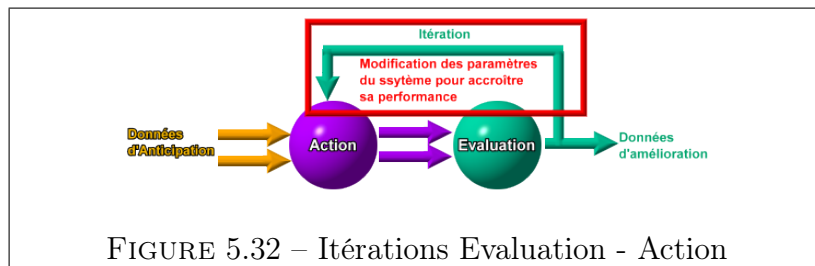 Itération
Modification des paramètres
du ssytème pour accroître
sa performance
Données
d'Anticipation
Action
Evaluation
Données
d'amélioration
FIGURE 5.32 – Itérations Evaluation - Action